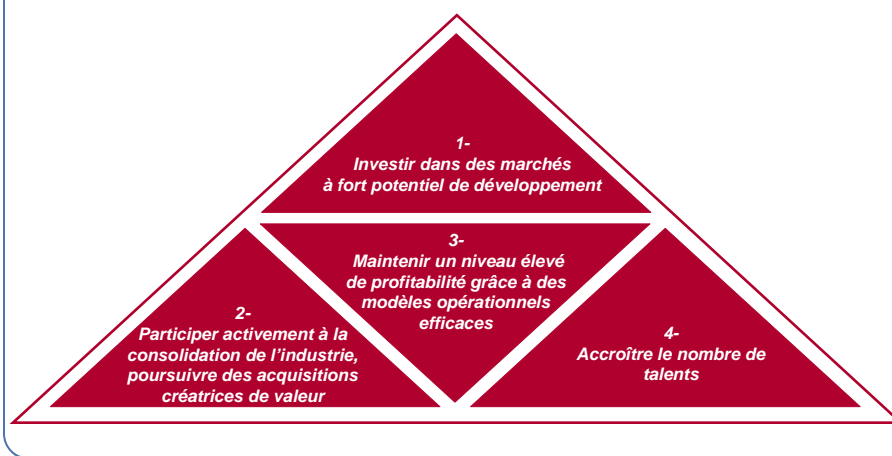 1-
Investir dans des marchés
à fort potentiel de développement
2-
Participer activement à la
consolidation de l’industrie,
poursuivre des acquisitions
créatrices de valeur
3-
Maintenir un niveau élevé
de profitabilité grâce à des
modèles opérationnels
efficaces
4-
Accroître le nombre de
talents